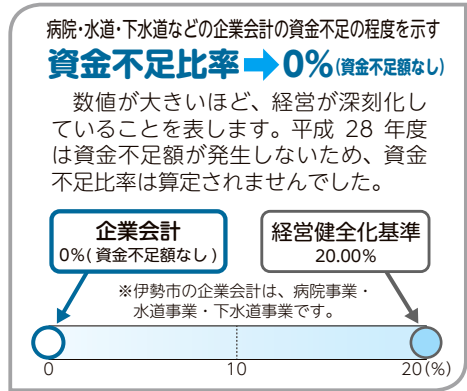 病院・水道・下水道などの企業会計の資金不足の程度を示す
資金不足比率➡0%(資金不足額なし)
数値が大きいほど、経営が深刻化し
ていることを表します。平成 28 年度
は資金不足額が発生しないため、資金
不足比率は算定されませんでした。
企業会計
0%(資金不足額なし)
経営健全化基準
20.00%
※伊勢市の企業会計は、病院事業・
水道事業・下水道事業です。
0 10 20(%)